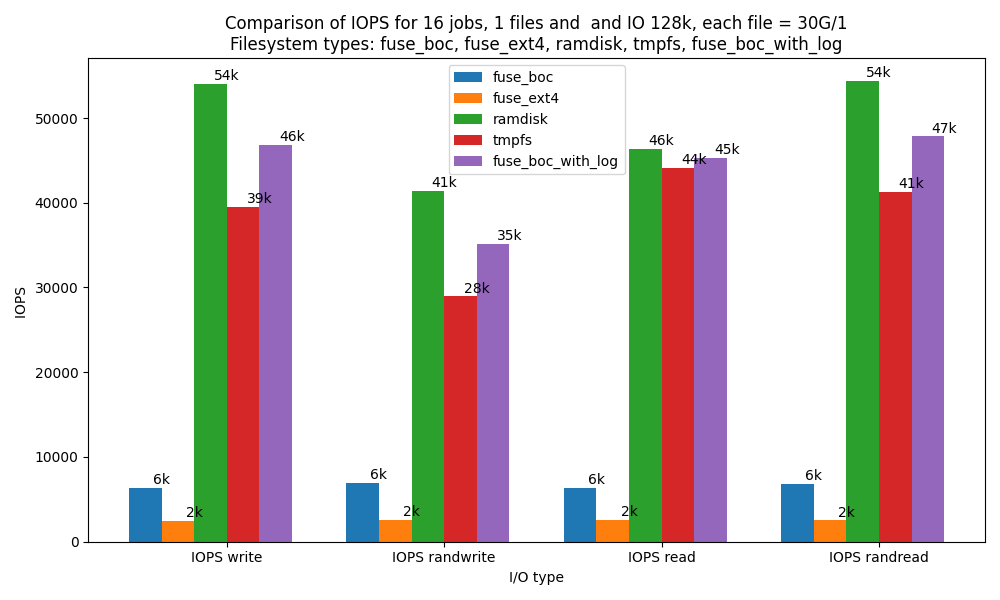 Comparison of IOPS for 16 jobs, 1 files and  and IO 128k, each file = 30G/1
Filesystem types: fuse_boc, fuse_ext4, ramdisk, tmpfs, fuse_boc_with_log
fuse_boc
fuse_ext4
ramdisk
tmpfs
fuse_boc_with_log
IOPS
50000
40000
30000
20000
10000
0
6k
2k
54k
39k
46k
6k
2k
41k
28k
35k
6k
2k
46k
44k
45k
6k
2k
54k
41k
47k
IOPS write
IOPS randwrite
IOPS read
IOPS randread
I/O type